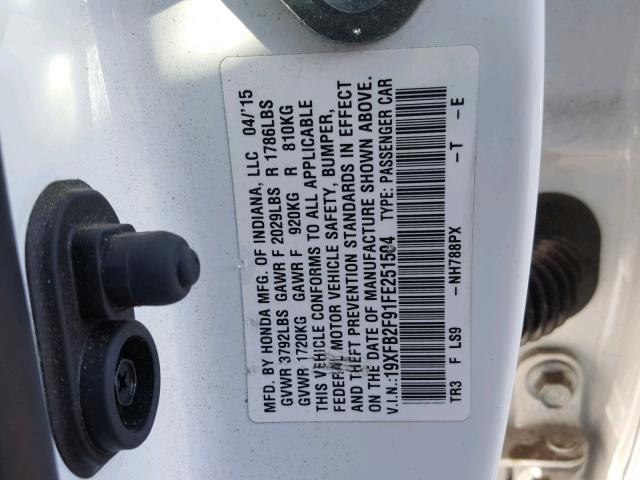 MFD. BY HONDA MFG. OF INDIANA, LLC 04/'15
GVWR 3792LBS GAWR F 2029LBS R 1786LBS
GVWR 1720KG GAWR F 920KG R 810KG
THIS VEHICLE CONFORMS TO ALL APPLICABLE
FEDERAL MOTOR VEHICLE SAFETY, BUMPER,
AND THEFT PREVENTION STANDARDS IN EFFECT
ON THE DATE OF MANUFACTURE SHOWN ABOVE.
V.I.N.:19XFB2F91FE251504 TYPE: PASSENGER CAR
TR3 F LS9 -NH788PX -T -E